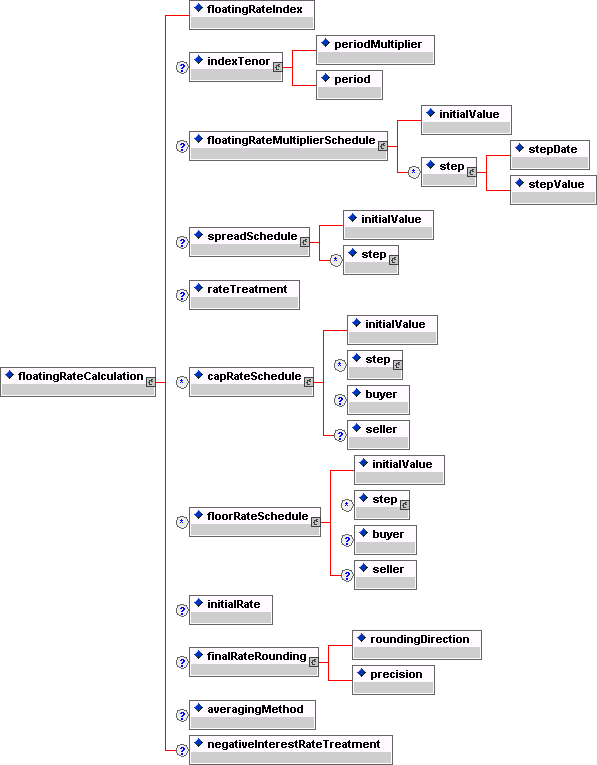 floatingRateIndex
? indexTenor
periodMultiplier
period
? floatingRateMultiplierSchedule
initialValue
* step
stepDate
stepValue
? spreadSchedule
initialValue
* step
? rateTreatment
floatingRateCalculation
* capRateSchedule
initialValue
* step
? buyer
? seller
* floorRateSchedule
initialValue
* step
? buyer
? seller
? initialRate
? finalRateRounding
roundingDirection
precision
? averagingMethod
? negativeInterestRateTreatment